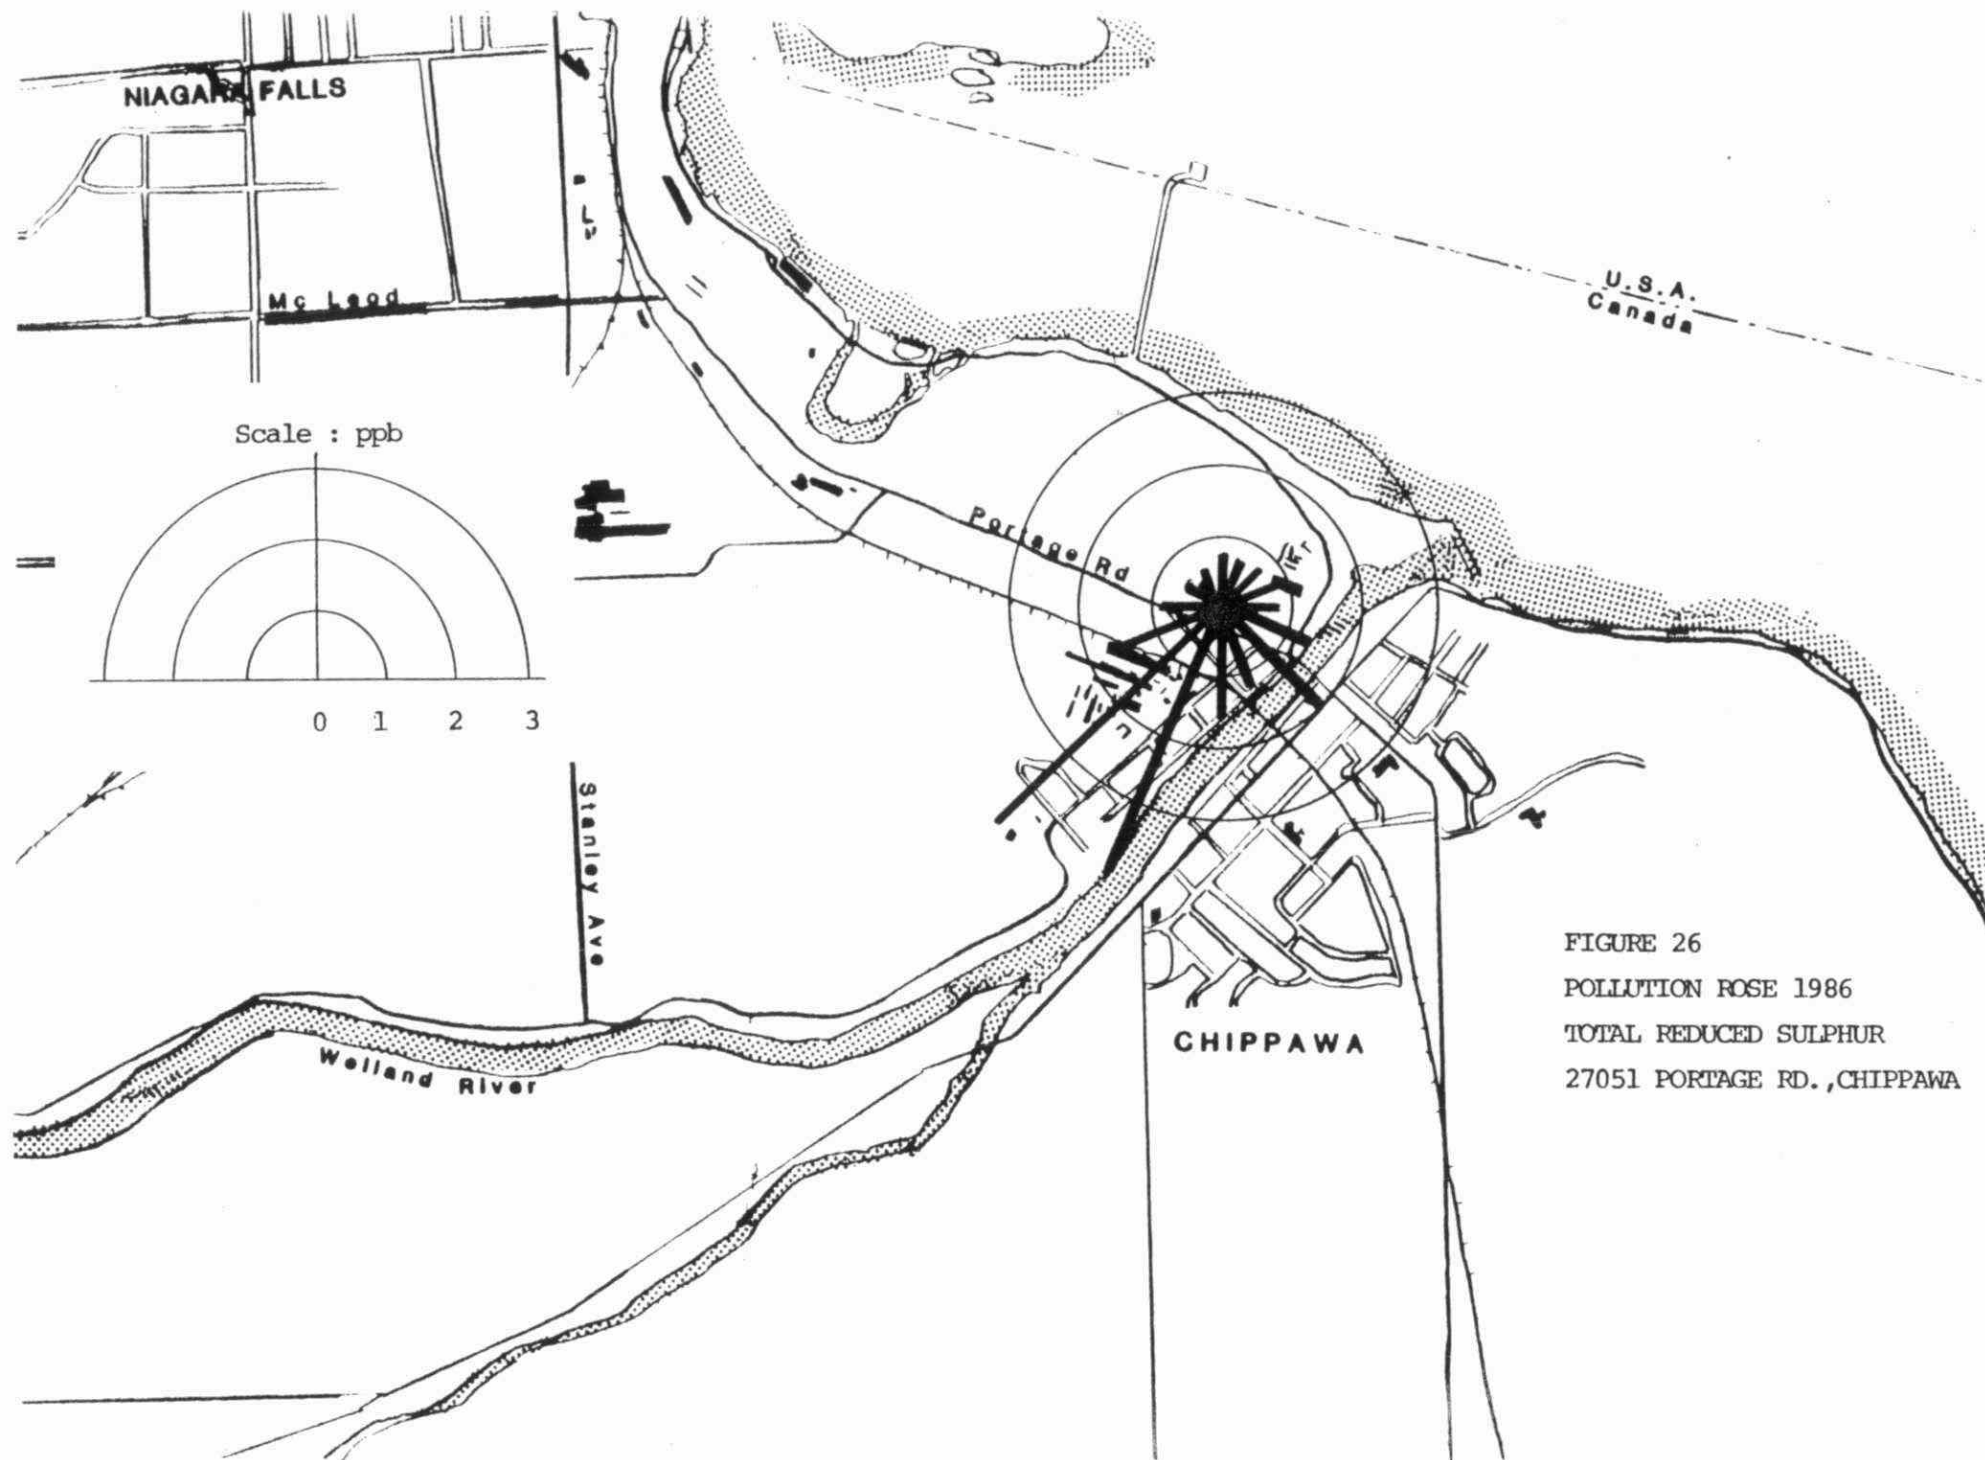 NIAGARA FALLS
Mc Leod
U.S.A.
Canada
Scale : ppb
0 1 2 3
Portage Rd
Stanley Ave
Welland River
CHIPPAWA
FIGURE 26
POLLUTION ROSE 1986
TOTAL REDUCED SULPHUR
27051 PORTAGE RD.,CHIPPAWA